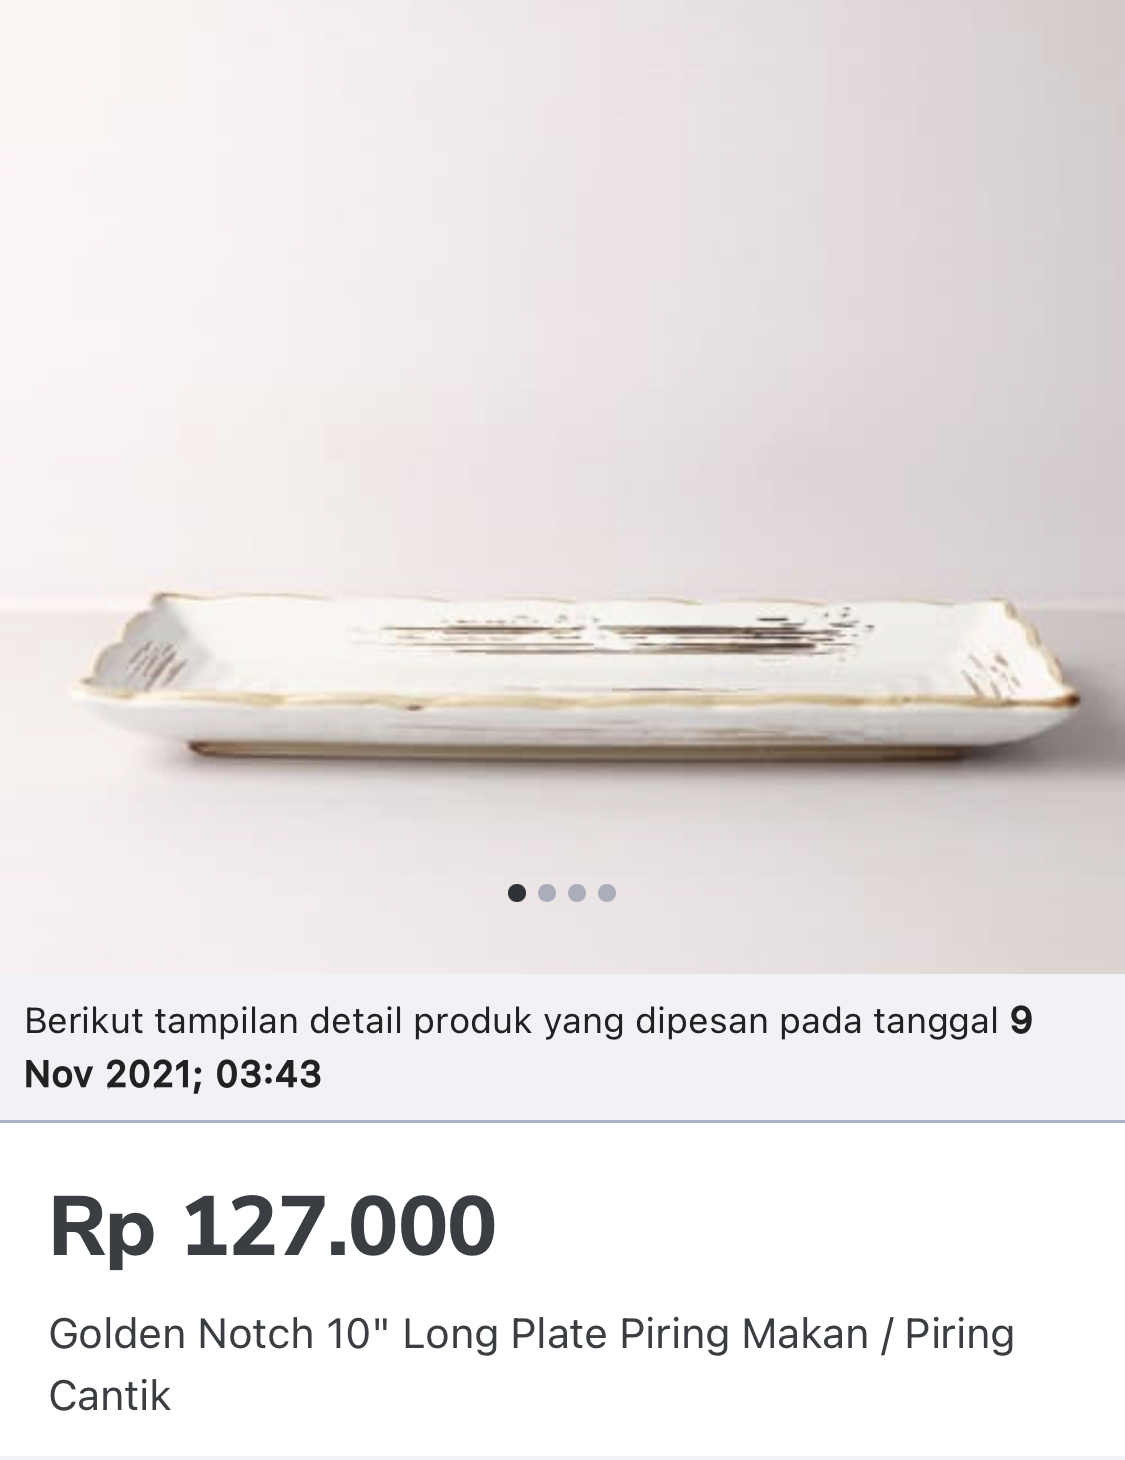 Berikut tampilan detail produk yang dipesan pada tanggal 9
Nov 2021; 03:43
Rp 127.000
Golden Notch 10" Long Plate Piring Makan / Piring
Cantik